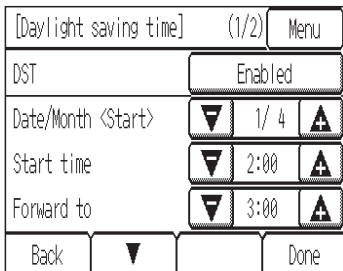 [Daylight saving time] (1/2) Menu
DST Enabled
Date/Month <Start> 1/ 4
Start time 2:00
Forward to 3:00
Back Done